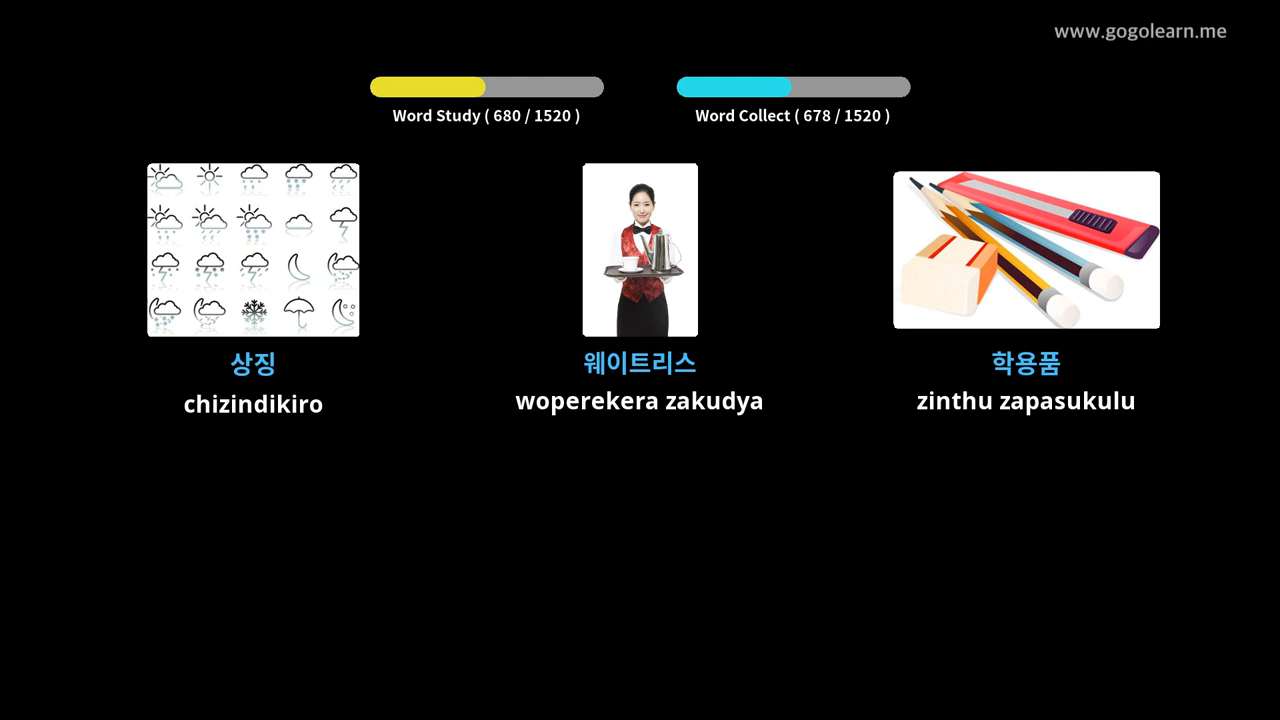 www.gogolearn.me
Word Study ( 680 / 1520 )
Word Collect ( 678 / 1520 )
상징
웨이트리스
학용품
chizindikiro
woperekera zakudya
zinthu zapasukulu